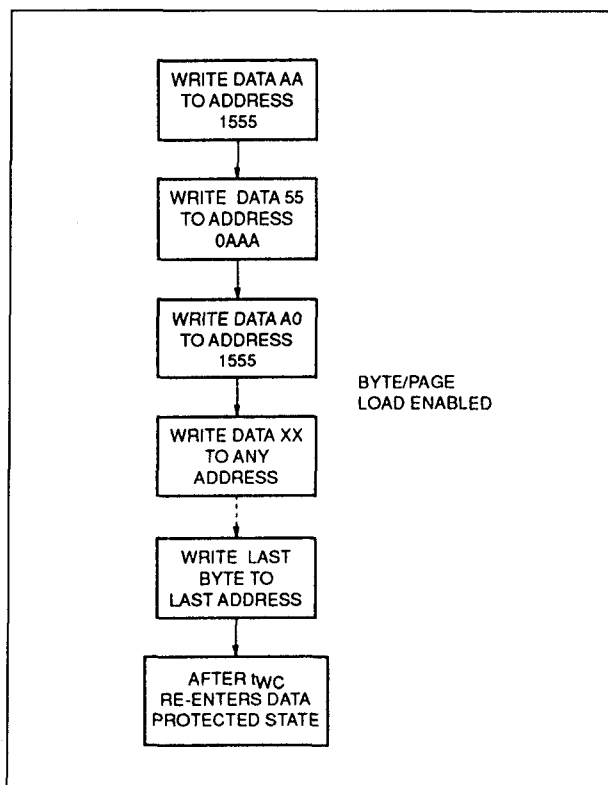 WRITE DATA AA
TO ADDRESS
1555
WRITE DATA 55
TO ADDRESS
0AAA
WRITE DATA A0
TO ADDRESS
1555
BYTE/PAGE
LOAD ENABLED
WRITE DATA XX
TO ANY
ADDRESS
WRITE LAST
BYTE TO
LAST ADDRESS
AFTER tWC
RE-ENTERS DATA
PROTECTED STATE